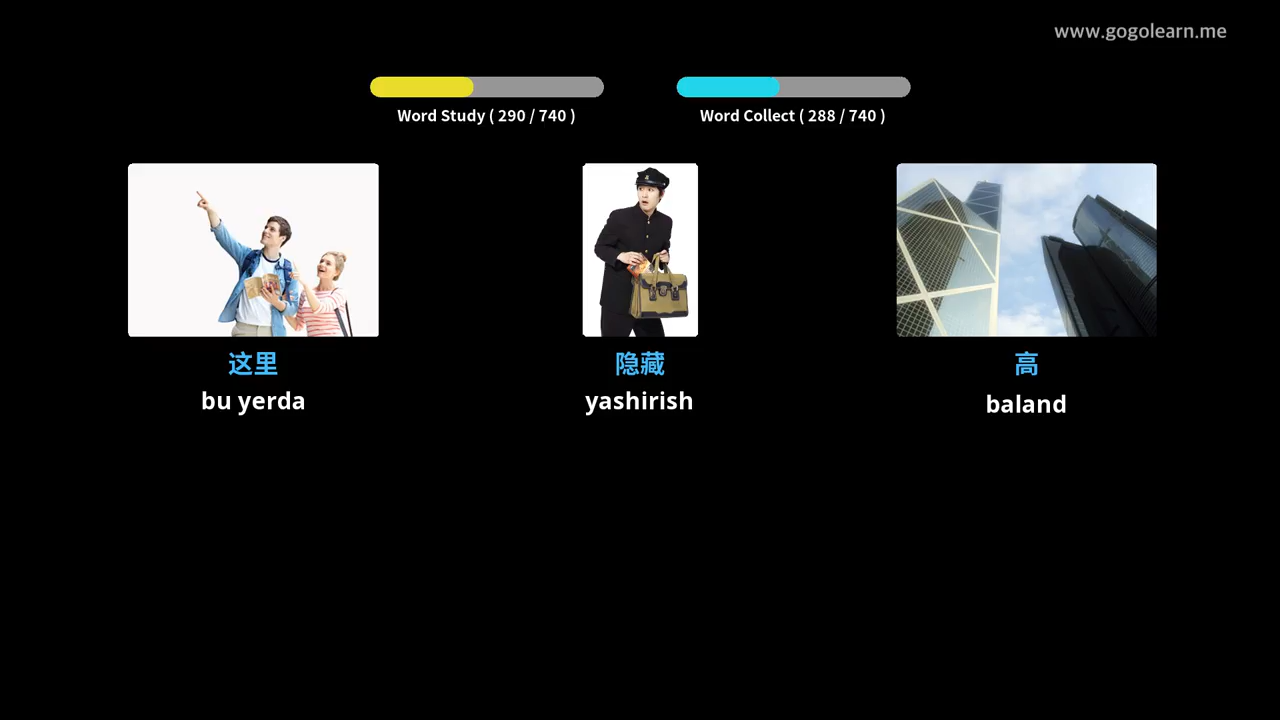 www.gogolearn.me
Word Study ( 290 / 740 )
Word Collect ( 288 / 740 )
这里
bu yerda
隐藏
yashirish
高
baland